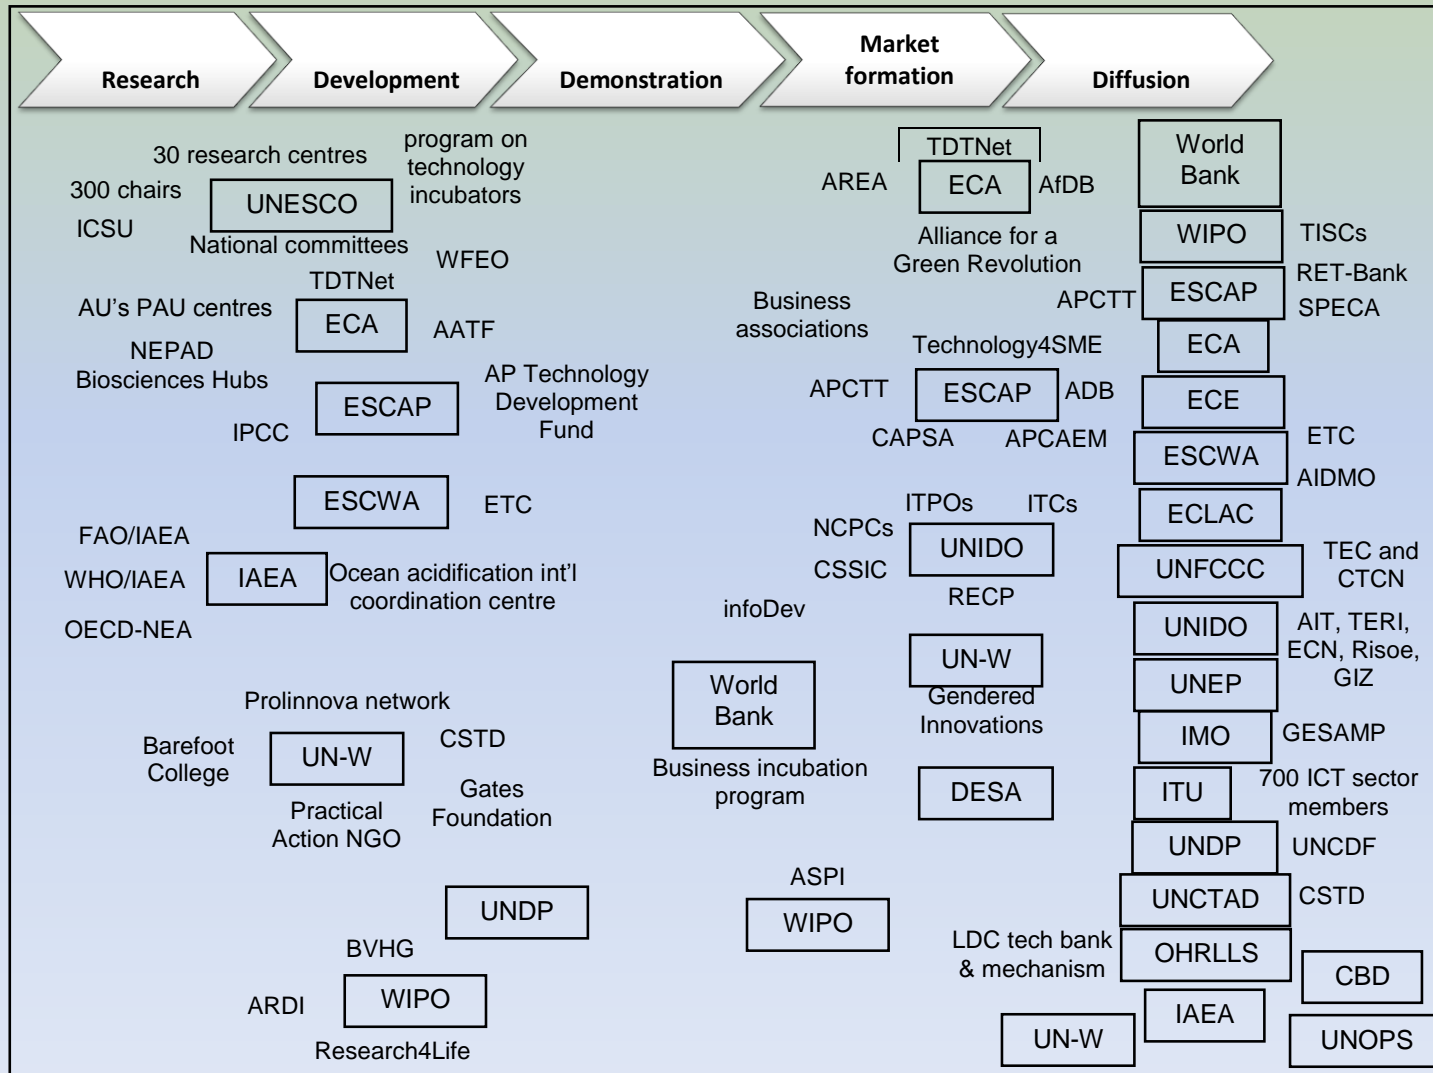 Research
Development
Demonstration
Market
formation
Diffusion
30 research centres
program on
technology
incubators
300 chairs
UNESCO
ICSU
National committees
WFEO
TDTNet
AU's PAU centres
ECA
AATF
NEPAD
Biosciences Hubs
ESCAP
AP Technology
Development
Fund
IPCC
ESCWA
ETC
FAO/IAEA
WHO/IAEA
IAEA
Ocean acidification int'l
coordination centre
OECD-NEA
Prolinnova network
Barefoot
College
UN-W
CSTD
Practical
Action NGO
Gates
Foundation
UNDP
BVHG
ARDI
WIPO
Research4Life
infoDev
World
Bank
Business incubation
program
ASPI
WIPO
TDTNet
AREA
ECA
AfDB
Alliance for a
Green Revolution
Business
associations
Technology4SME
APCTT
ESCAP
ADB
CAPSA
APCAEM
ITPOs
ITCs
NCPCs
UNIDO
CSSIC
RECP
UN-W
Gendered
Innovations
DESA
World
Bank
WIPO
TISCs
APCTT
ESCAP
RET-Bank
SPECA
ECA
ECE
ESCWA
ETC
AIDMO
ECLAC
UNFCCC
TEC and
CTCN
UNIDO
AIT, TERI,
ECN, Risoe,
GIZ
UNEP
IMO
GESAMP
ITU
700 ICT sector
members
UNDP
UNCDF
UNCTAD
CSTD
LDC tech bank
& mechanism
OHRLLS
CBD
IAEA
UN-W
UNOPS